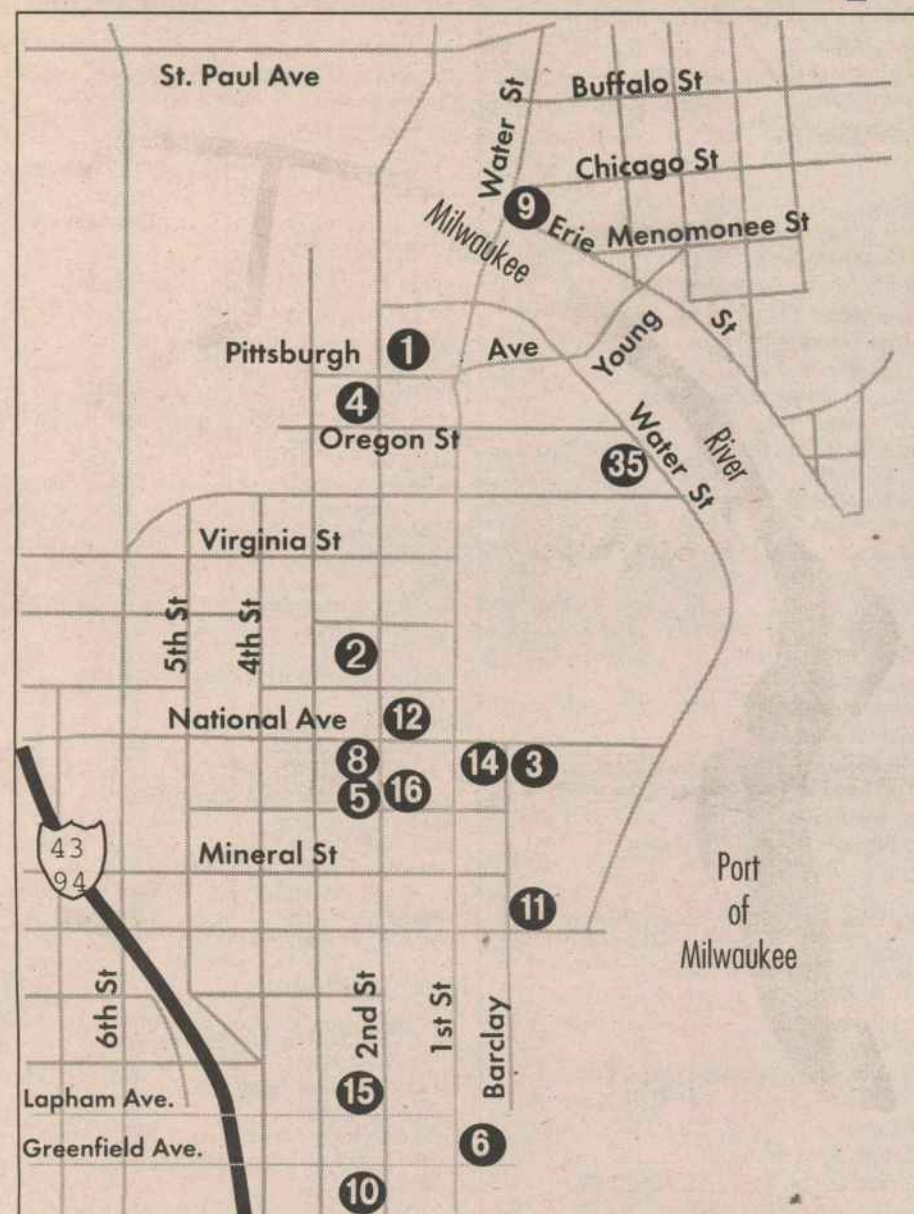 St. Paul Ave
Buffalo St
Water St
Chicago St
9
Erie
St
Menomonee St
Milwaukee
River
Pittsburgh
Ave
1
Young
4
Oregon St
Water St
35
Virginia St
5th St
4th St
2
National Ave
12
8
14
3
5
16
43
94
Mineral St
Port
of
Milwaukee
11
6th St
2nd St
1st St
Barclay
15
Lapham Ave.
6
Greenfield Ave.
10